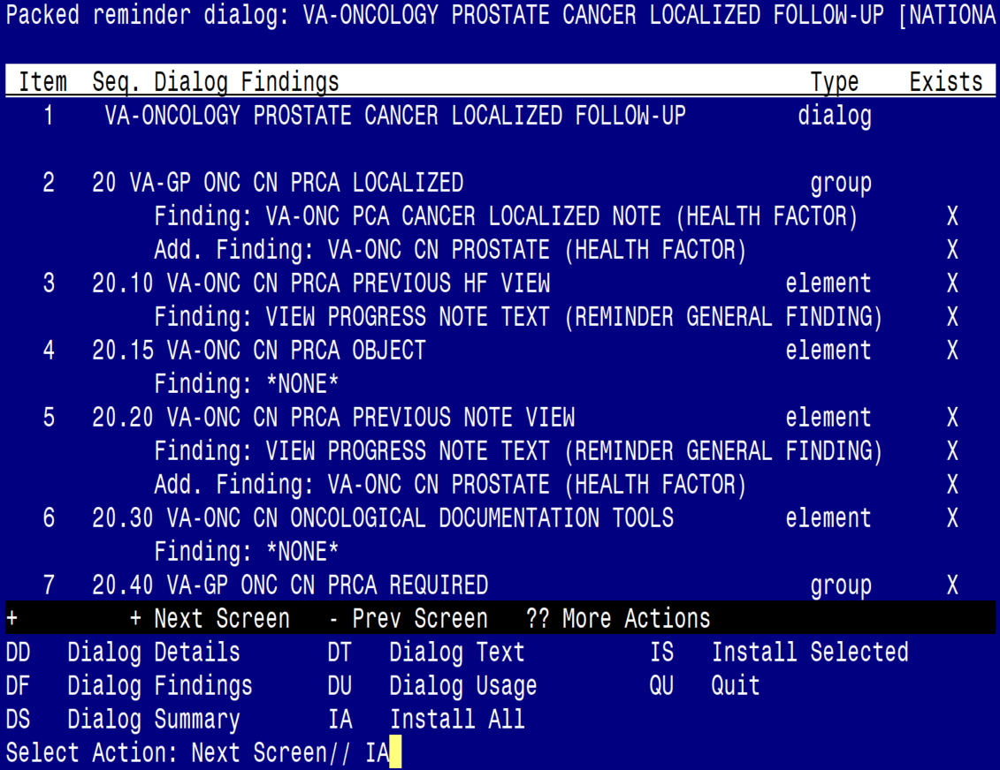 Packed reminder dialog: VA-ONCOLOGY PROSTATE CANCER LOCALIZED FOLLOW-UP [NATIONA
Item  Seq. Dialog Findings  Type  Exists
1  VA-ONCOLOGY PROSTATE CANCER LOCALIZED FOLLOW-UP  dialog
2  20 VA-GP ONC CN PRCA LOCALIZED  group
Finding: VA-ONC PCA CANCER LOCALIZED NOTE (HEALTH FACTOR)  X
Add. Finding: VA-ONC CN PROSTATE (HEALTH FACTOR)  X
3  20.10 VA-ONC CN PRCA PREVIOUS HF VIEW  element  X
Finding: VIEW PROGRESS NOTE TEXT (REMINDER GENERAL FINDING)  X
4  20.15 VA-ONC CN PRCA OBJECT  element  X
Finding: *NONE*
5  20.20 VA-ONC CN PRCA PREVIOUS NOTE VIEW  element  X
Finding: VIEW PROGRESS NOTE TEXT (REMINDER GENERAL FINDING)  X
Add. Finding: VA-ONC CN PROSTATE (HEALTH FACTOR)  X
6  20.30 VA-ONC CN ONCOLOGICAL DOCUMENTATION TOOLS  element  X
Finding: *NONE*
7  20.40 VA-GP ONC CN PRCA REQUIRED  group  X
+  + Next Screen  - Prev Screen  ?? More Actions
DD  Dialog Details  DT  Dialog Text  IS  Install Selected
DF  Dialog Findings  DU  Dialog Usage  QU  Quit
DS  Dialog Summary  IA  Install All
Select Action: Next Screen// IA